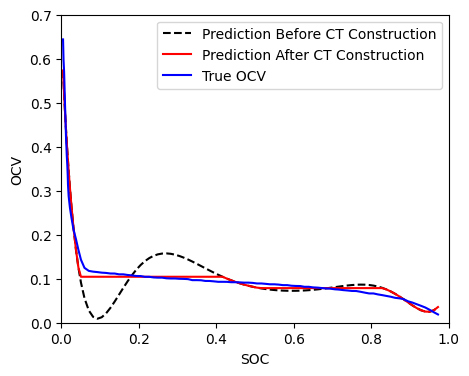 0.7
0.6
0.5
0.4
0.3
0.2
0.1
0.0
OCV
Prediction Before CT Construction
Prediction After CT Construction
True OCV
0.0 0.2 0.4 0.6 0.8 1.0
SOC